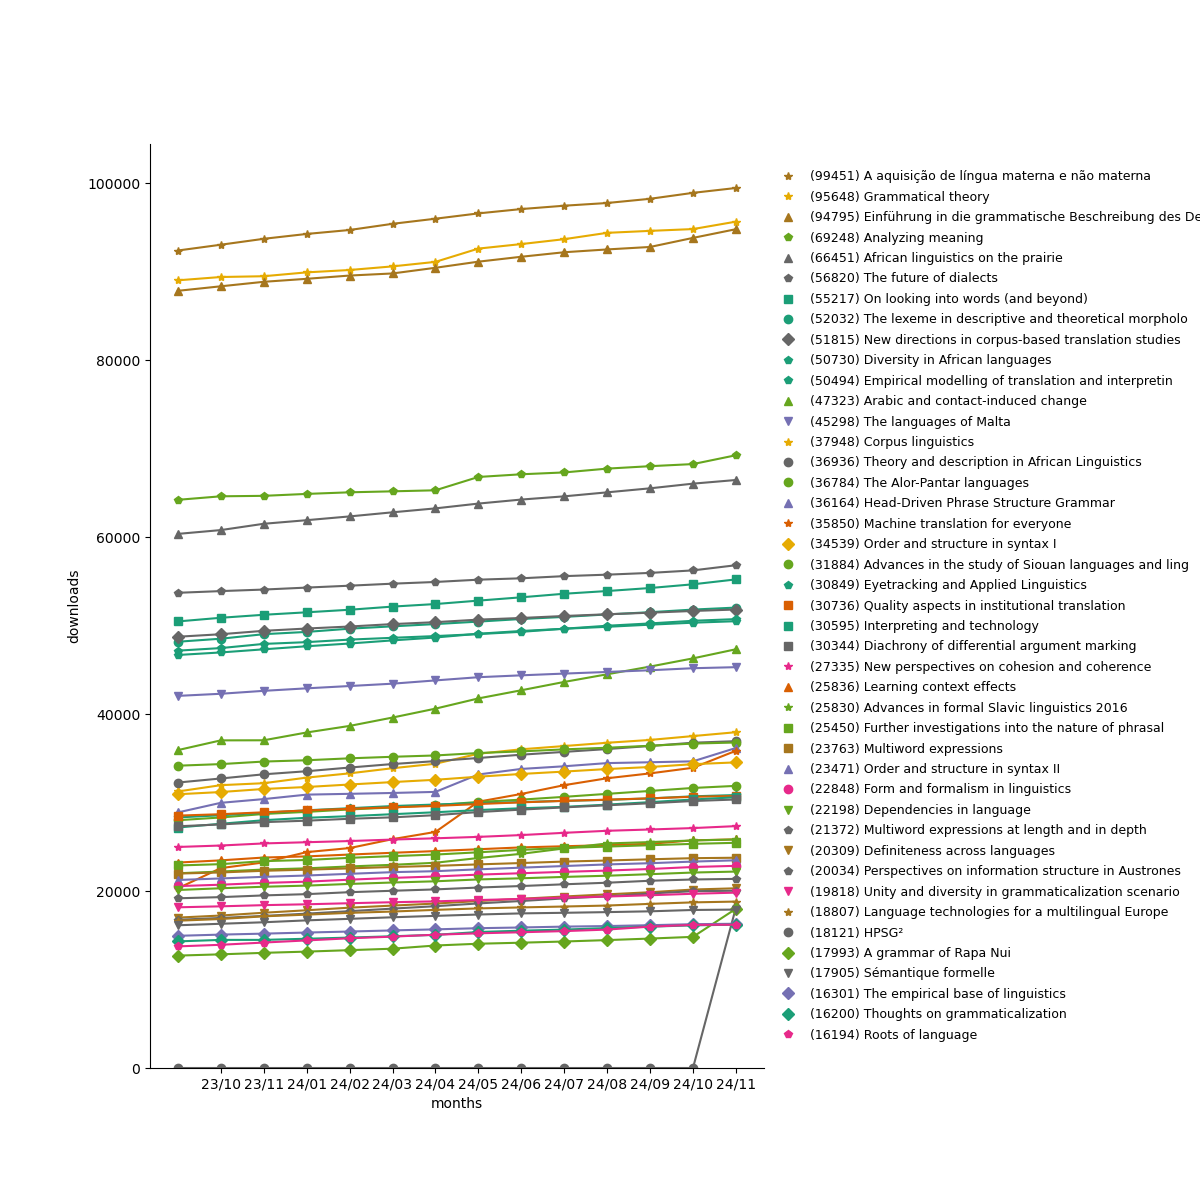 100000
80000
60000
40000
20000
0
downloads
23/10 23/11 24/01 24/02 24/03 24/04 24/05 24/06 24/07 24/08 24/09 24/10 24/11
months
(99451) A aquisição de língua materna e não materna
(95648) Grammatical theory
(94795) Einführung in die grammatische Beschreibung des De
(69248) Analyzing meaning
(66451) African linguistics on the prairie
(56820) The future of dialects
(55217) On looking into words (and beyond)
(52032) The lexeme in descriptive and theoretical morpholo
(51815) New directions in corpus-based translation studies
(50730) Diversity in African languages
(50494) Empirical modelling of translation and interpretin
(47323) Arabic and contact-induced change
(45298) The languages of Malta
(37948) Corpus linguistics
(36936) Theory and description in African Linguistics
(36784) The Alor-Pantar languages
(36164) Head-Driven Phrase Structure Grammar
(35850) Machine translation for everyone
(34539) Order and structure in syntax I
(31884) Advances in the study of Siouan languages and ling
(30849) Eyetracking and Applied Linguistics
(30736) Quality aspects in institutional translation
(30595) Interpreting and technology
(30344) Diachrony of differential argument marking
(27335) New perspectives on cohesion and coherence
(25836) Learning context effects
(25830) Advances in formal Slavic linguistics 2016
(25450) Further investigations into the nature of phrasal
(23763) Multiword expressions
(23471) Order and structure in syntax II
(22848) Form and formalism in linguistics
(22198) Dependencies in language
(21372) Multiword expressions at length and in depth
(20309) Definiteness across languages
(20034) Perspectives on information structure in Austrones
(19818) Unity and diversity in grammaticalization scenario
(18807) Language technologies for a multilingual Europe
(18121) HPSG²
(17993) A grammar of Rapa Nui
(17905) Sémantique formelle
(16301) The empirical base of linguistics
(16200) Thoughts on grammaticalization
(16194) Roots of language